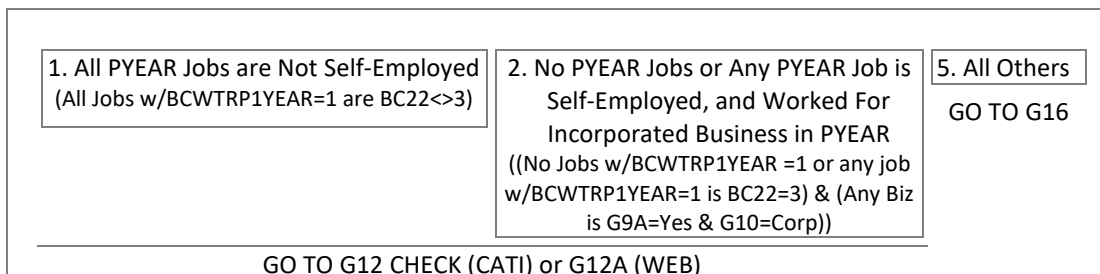 1. All PYEAR Jobs are Not Self-Employed
(All Jobs w/BCWTRP1YEAR=1 are BC22<>3)
2. No PYEAR Jobs or Any PYEAR Job is
Self-Employed, and Worked For
Incorporated Business in PYEAR
((No Jobs w/BCWTRP1YEAR =1 or any job
w/BCWTRP1YEAR=1 is BC22=3) & (Any Biz
is G9A=Yes & G10=Corp))
5. All Others
GO TO G16
GO TO G12 CHECK (CATI) or G12A (WEB)